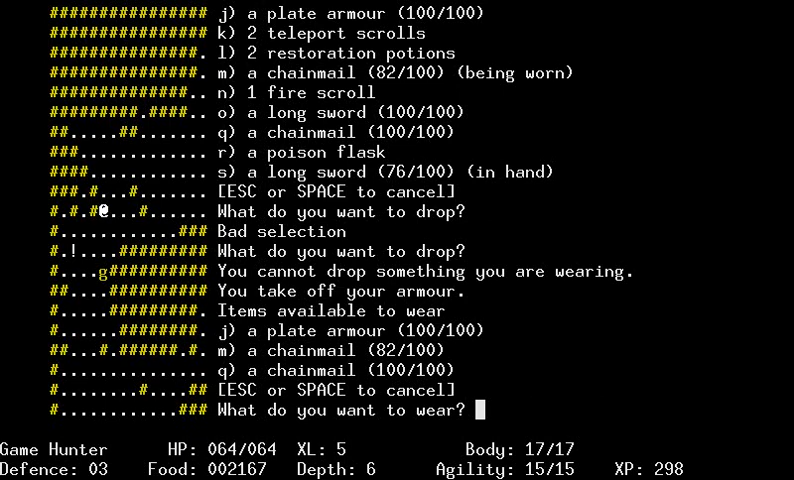 ################ j) a plate armour (100/100)
################ k) 2 teleport scrolls
###############. l) 2 restoration potions
###############. m) a chainmail (82/100) (being worn)
##############.. n) 1 fire scroll
#########.####.. o) a long sword (100/100)
##.....##....... q) a chainmail (100/100)
###............. r) a poison flask
####............ s) a long sword (76/100) (in hand)
###.#...#....... [ESC or SPACE to cancel]
#.#.#@...#...... What do you want to drop?
#............### Bad selection
#.!....######### What do you want to drop?
#....g########## You cannot drop something you are wearing.
##....########## You take off your armour.
#.....#########. Items available to wear
#......########. j) a plate armour (100/100)
##...#.######.#. m) a chainmail (82/100)
#............... q) a chainmail (100/100)
#........#....## [ESC or SPACE to cancel]
#............### What do you want to wear?
Game Hunter HP: 064/064 XL: 5 Body: 17/17
Defence: 03 Food: 002167 Depth: 6 Agility: 15/15 XP: 298